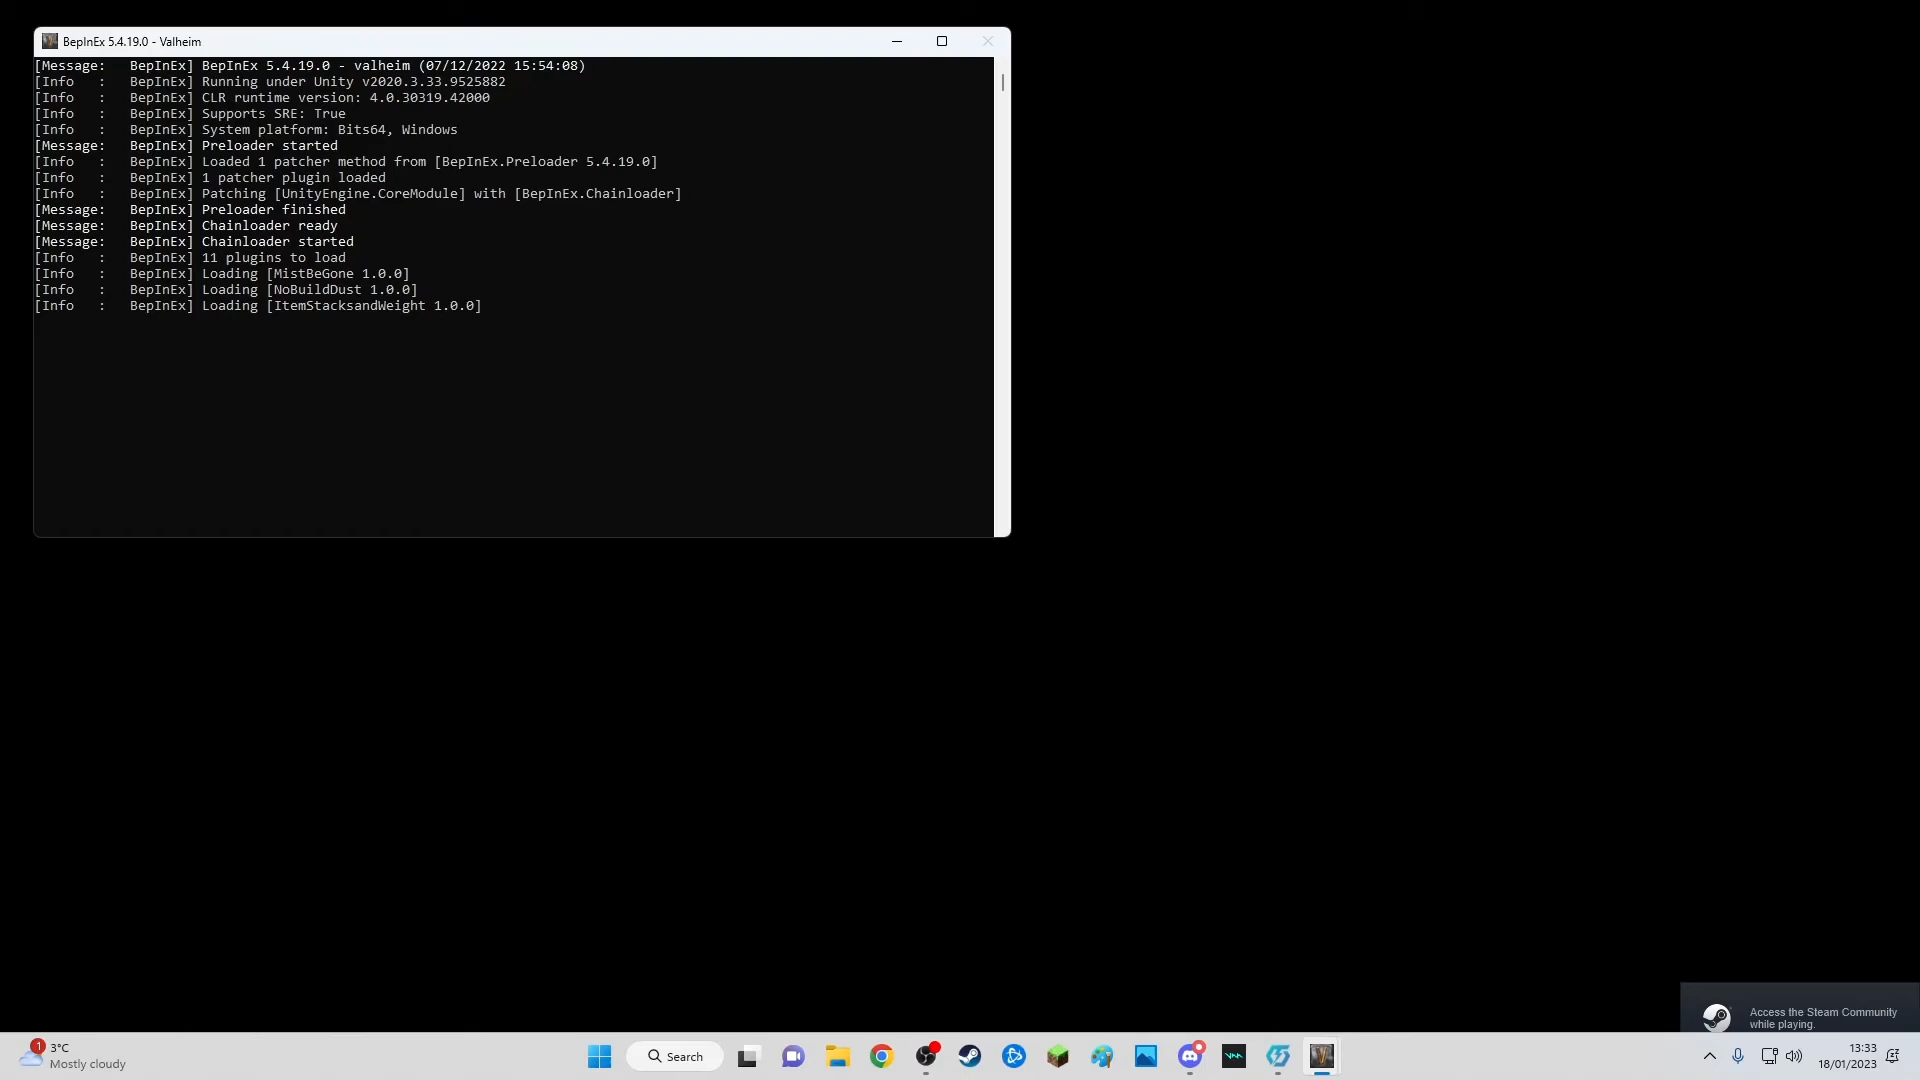 BepInEx 5.4.19.0 - Valheim
[Message:   BepInEx] BepInEx 5.4.19.0 - valheim (07/12/2022 15:54:08)
[Info   :   BepInEx] Running under Unity v2020.3.33.9525882
[Info   :   BepInEx] CLR runtime version: 4.0.30319.42000
[Info   :   BepInEx] Supports SRE: True
[Info   :   BepInEx] System platform: Bits64, Windows
[Message:   BepInEx] Preloader started
[Info   :   BepInEx] Loaded 1 patcher method from [BepInEx.Preloader 5.4.19.0]
[Info   :   BepInEx] 1 patcher plugin loaded
[Info   :   BepInEx] Patching [UnityEngine.CoreModule] with [BepInEx.Chainloader]
[Message:   BepInEx] Preloader finished
[Message:   BepInEx] Chainloader ready
[Message:   BepInEx] Chainloader started
[Info   :   BepInEx] 11 plugins to load
[Info   :   BepInEx] Loading [MistBeGone 1.0.0]
[Info   :   BepInEx] Loading [NoBuildDust 1.0.0]
[Info   :   BepInEx] Loading [ItemStacksandWeight 1.0.0]
Access the Steam Community
while playing.
1
3°C
Mostly cloudy
Search
13:33
18/01/2023